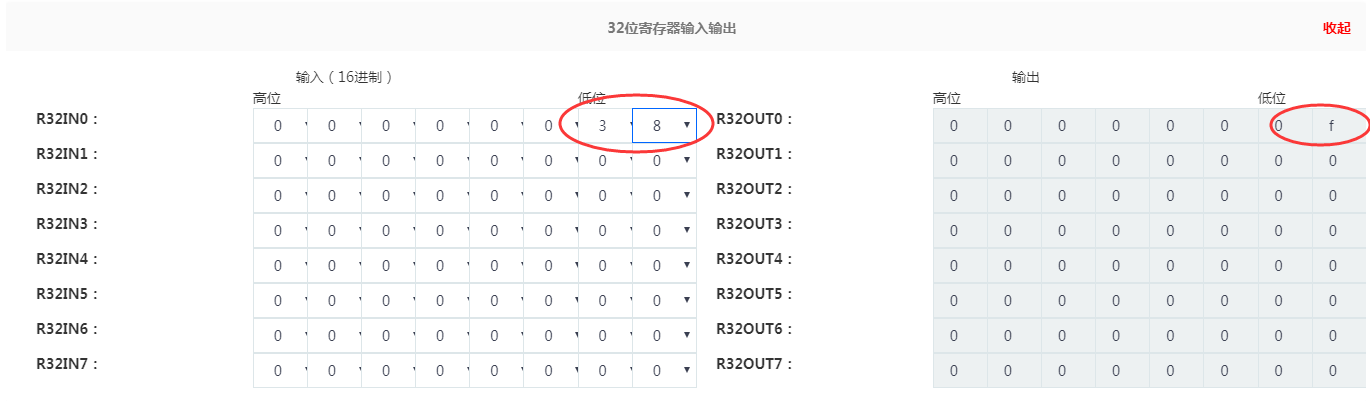 32位寄存器输入输出 收起
输入（16进制） 输出
高位 低位 高位 低位
R32IN0： 0 0 0 0 0 0 3 8 R32OUT0： 0 0 0 0 0 0 0 f
R32IN1： 0 0 0 0 0 0 0 0 R32OUT1： 0 0 0 0 0 0 0 0
R32IN2： 0 0 0 0 0 0 0 0 R32OUT2： 0 0 0 0 0 0 0 0
R32IN3： 0 0 0 0 0 0 0 0 R32OUT3： 0 0 0 0 0 0 0 0
R32IN4： 0 0 0 0 0 0 0 0 R32OUT4： 0 0 0 0 0 0 0 0
R32IN5： 0 0 0 0 0 0 0 0 R32OUT5： 0 0 0 0 0 0 0 0
R32IN6： 0 0 0 0 0 0 0 0 R32OUT6： 0 0 0 0 0 0 0 0
R32IN7： 0 0 0 0 0 0 0 0 R32OUT7： 0 0 0 0 0 0 0 0